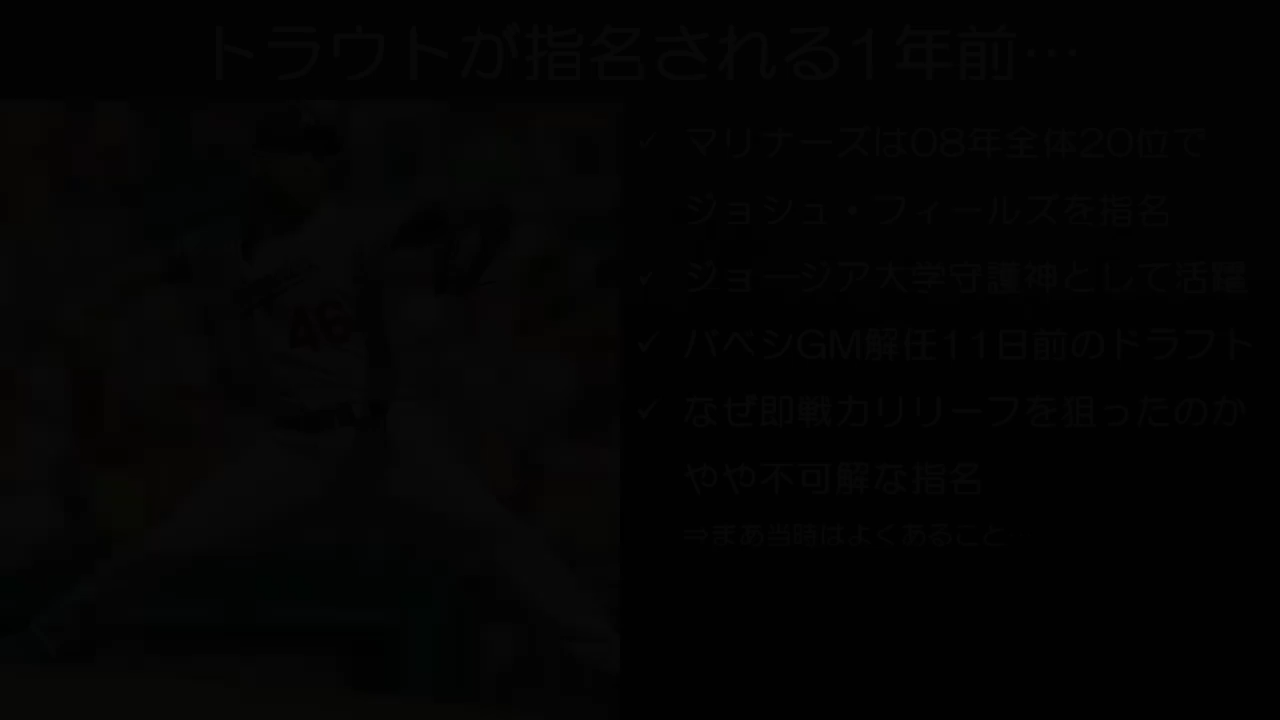 トラウトが指名される1年前…
✓ マリナーズは08年全体20位で
ジョシュ・フィールズを指名
✓ ジョージア大学守護神として活躍
✓ バベシGM解任11日前のドラフト
✓ なぜ即戦力リリーフを狙ったのか
やや不可解な指名
⇒まあ当時はよくあること
46